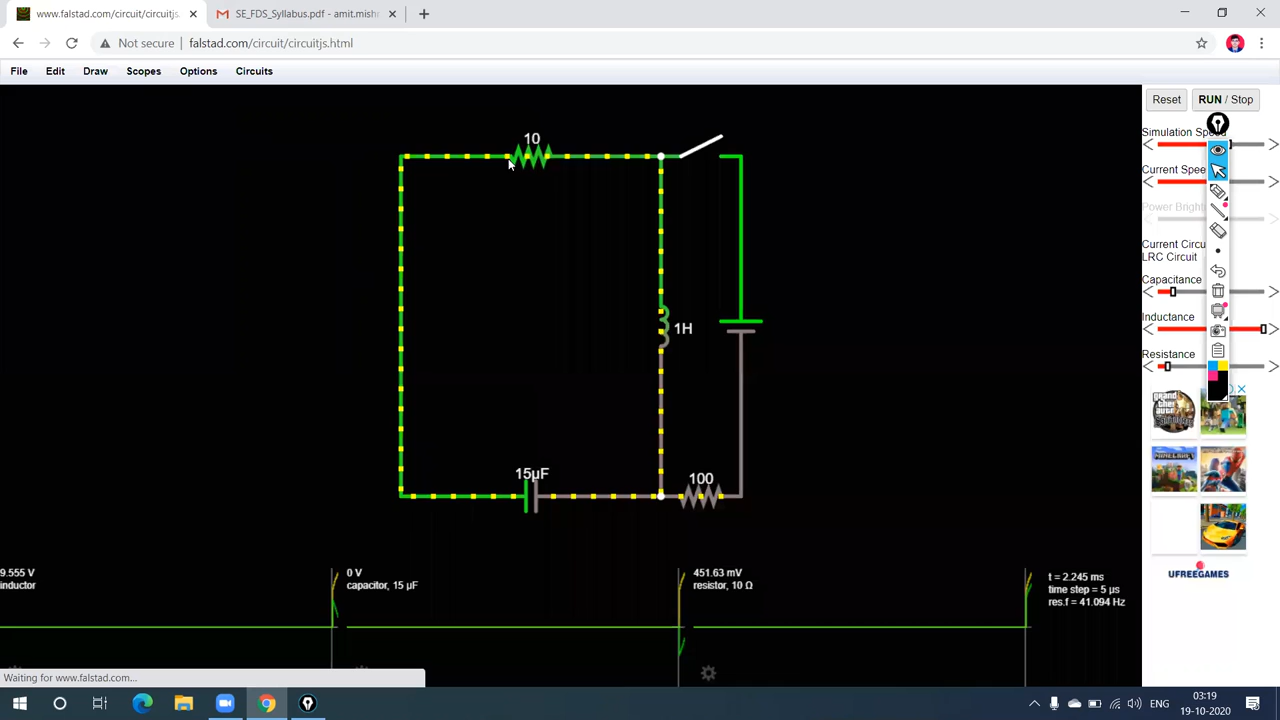 www.falstad.com/circuit/circuitjs
SE_FDS_Syllabus.pdf - amit.mish
Not secure
falstad.com/circuit/circuitjs.html
File Edit Draw Scopes Options Circuits
Reset RUN / Stop
Simulation Spe
Current Spee
Power Bright
Current Circu
LRC Circuit
Capacitance
Inductance
Resistance
10
1H
15µF
100
UFREEGAMES
9.555 V
inductor
0 V
capacitor, 15 µF
451.63 mV
resistor, 10 Ω
t = 2.245 ms
time step = 5 µs
res.f = 41.094 Hz
Waiting for www.falstad.com...
ENG
03:19
19-10-2020